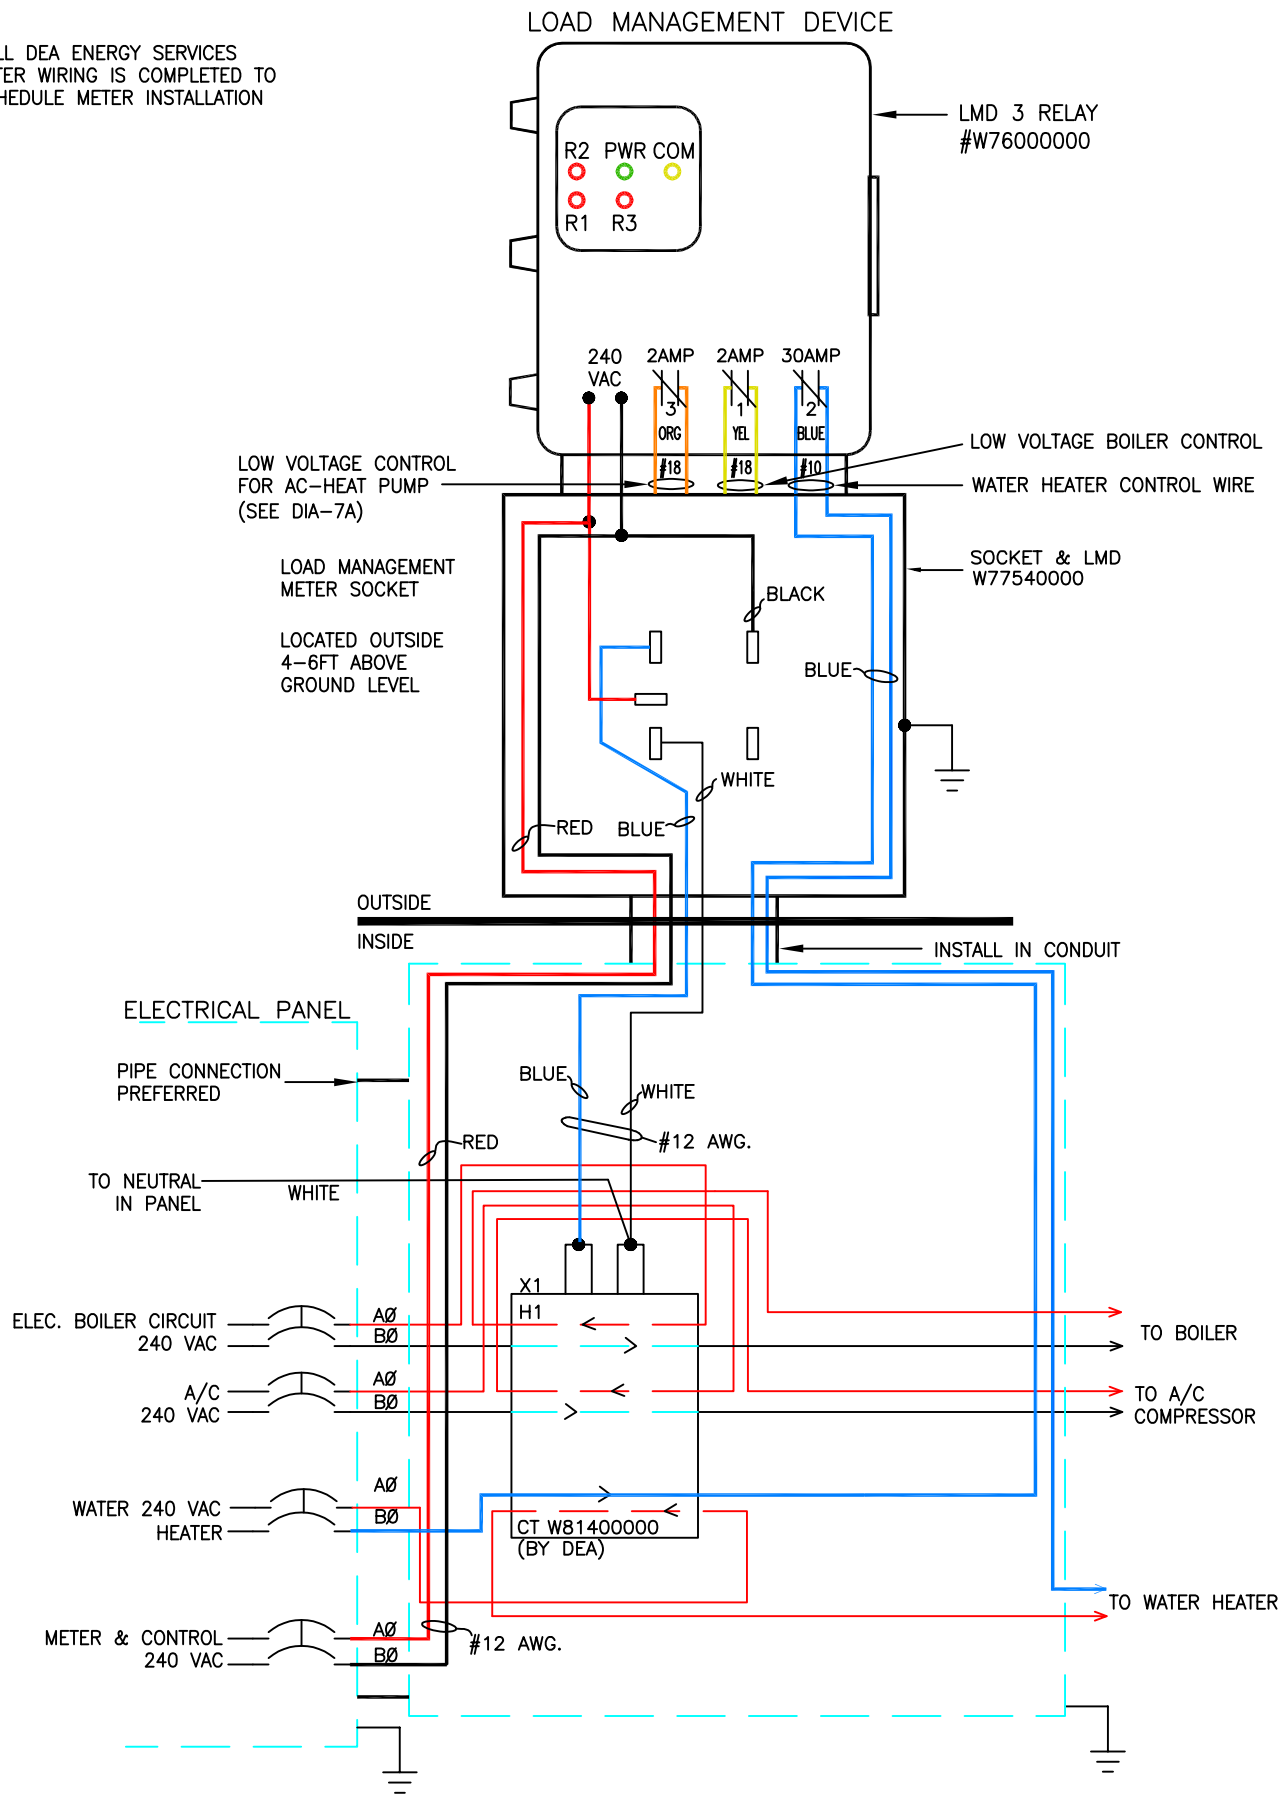 LOAD MANAGEMENT DEVICE
DEA ENERGY SERVICES
WIRING IS COMPLETED TO
METER INSTALLATION
LMD 3 RELAY
#W76000000
R2 PWR COM
R1 R3
240
VAC
2AMP
2AMP
30AMP
3
1
2
ORG
YEL
BLUE
#18
#18
#10
LOW VOLTAGE BOILER CONTROL
WATER HEATER CONTROL WIRE
LOW VOLTAGE CONTROL
FOR AC-HEAT PUMP
(SEE DIA-7A)
LOAD MANAGEMENT
METER SOCKET
LOCATED OUTSIDE
4-6FT ABOVE
GROUND LEVEL
SOCKET & LMD
W77540000
BLACK
BLUE
WHITE
RED
BLUE
OUTSIDE
INSIDE
INSTALL IN CONDUIT
ELECTRICAL PANEL
PIPE CONNECTION
PREFERRED
BLUE
WHITE
#12 AWG.
RED
TO NEUTRAL
IN PANEL
WHITE
X1
H1
ELEC. BOILER CIRCUIT
240 VAC
AØ
BØ
TO BOILER
A/C
240 VAC
AØ
BØ
TO A/C
COMPRESSOR
WATER 240 VAC
HEATER
AØ
BØ
CT W81400000
(BY DEA)
TO WATER HEATER
METER & CONTROL
240 VAC
AØ
BØ
#12 AWG.